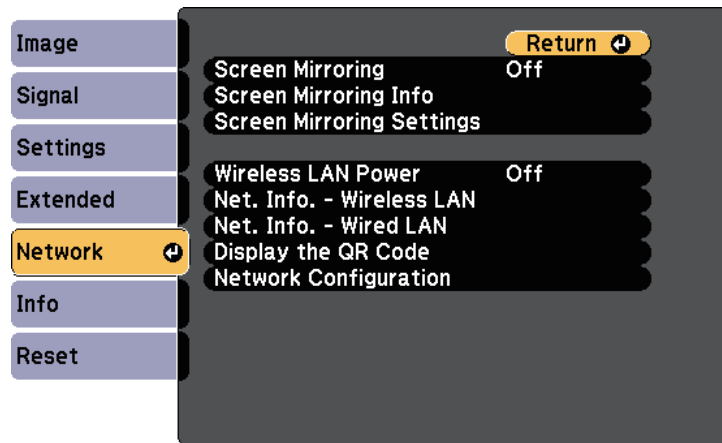 Image
Signal
Settings
Extended
Network
Info
Reset
Return
Screen Mirroring Off
Screen Mirroring Info
Screen Mirroring Settings
Wireless LAN Power Off
Net. Info. - Wireless LAN
Net. Info. - Wired LAN
Display the QR Code
Network Configuration